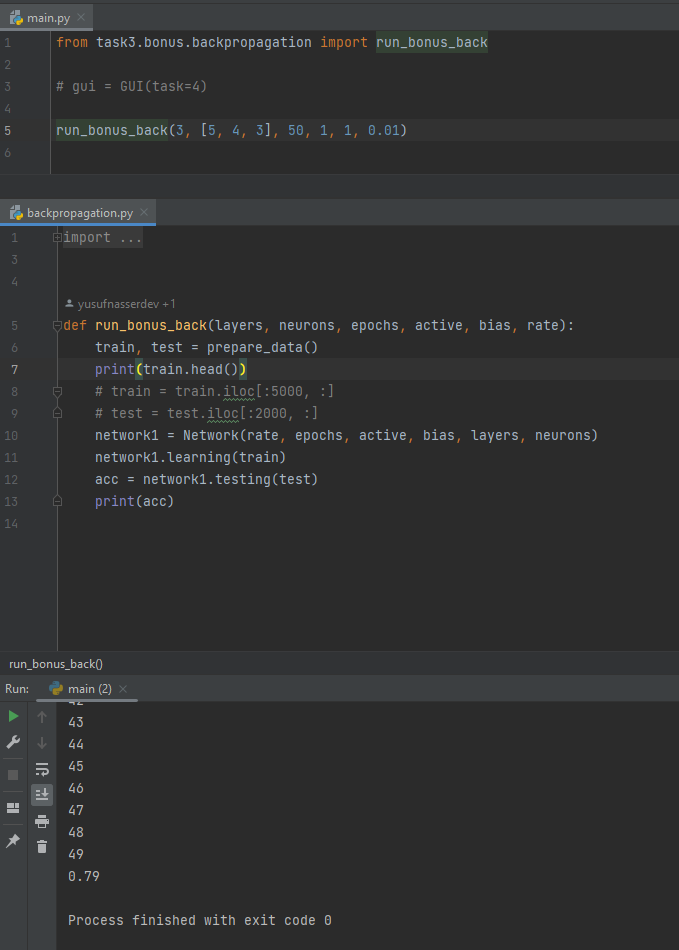 main.py
1 from task3.bonus.backpropagation import run_bonus_back
2
3 # gui = GUI(task=4)
4
5 run_bonus_back(3, [5, 4, 3], 50, 1, 1, 0.01)
6
backpropagation.py
1 import ...
3
4
yusufnasserdev +1
5 def run_bonus_back(layers, neurons, epochs, active, bias, rate):
6 train, test = prepare_data()
7 print(train.head())
8 # train = train.iloc[:5000, :]
9 # test = test.iloc[:2000, :]
10 network1 = Network(rate, epochs, active, bias, layers, neurons)
11 network1.learning(train)
12 acc = network1.testing(test)
13 print(acc)
14
run_bonus_back()
Run: main (2)
42
43
44
45
46
47
48
49
0.79
Process finished with exit code 0